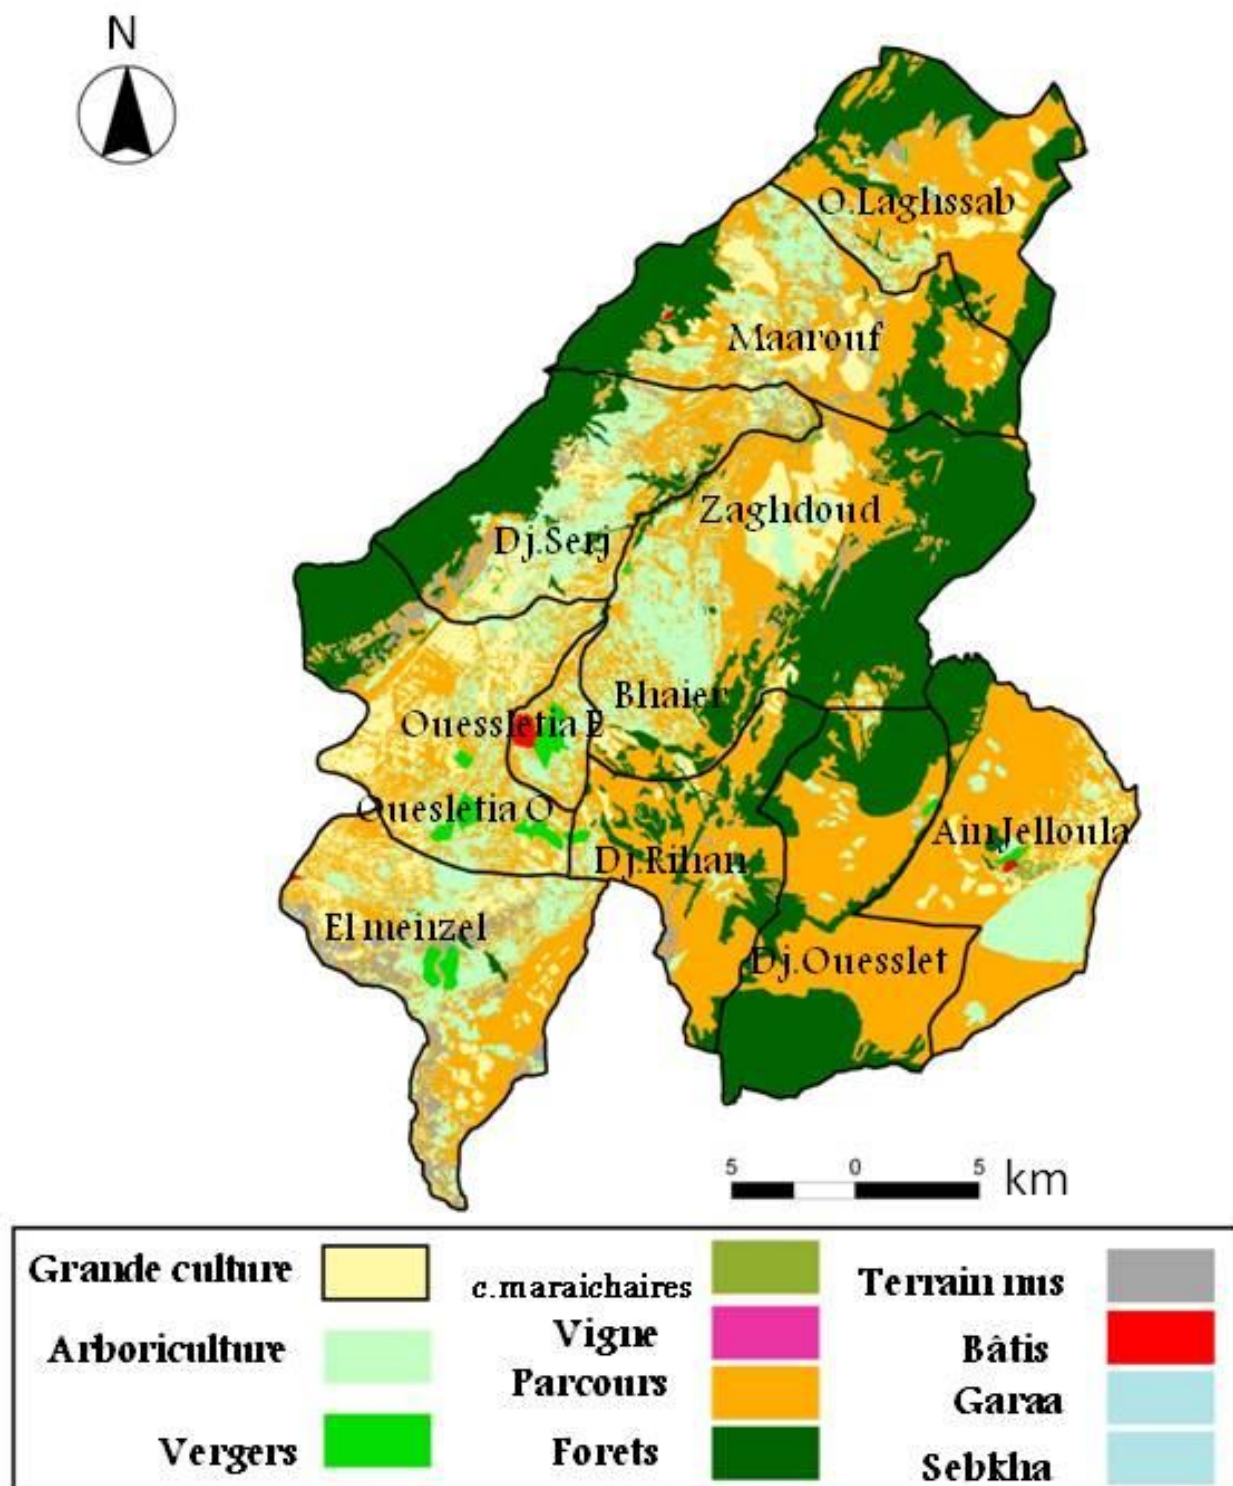 N
O.Laghssab
Maarouf
Zaghdoud
Dj.Serj
Bhaier
Ouessletia E
Ouesletia O
Ain Jelloula
Dj.Rihan
El meinzel
Dj.Ouesslet
5 0 5 km
Grande culture
Arboriculture
Vergers
c.maraichaires
Vigne
Parcours
Forets
Terrain nus
Bâtis
Garaa
Sebkha